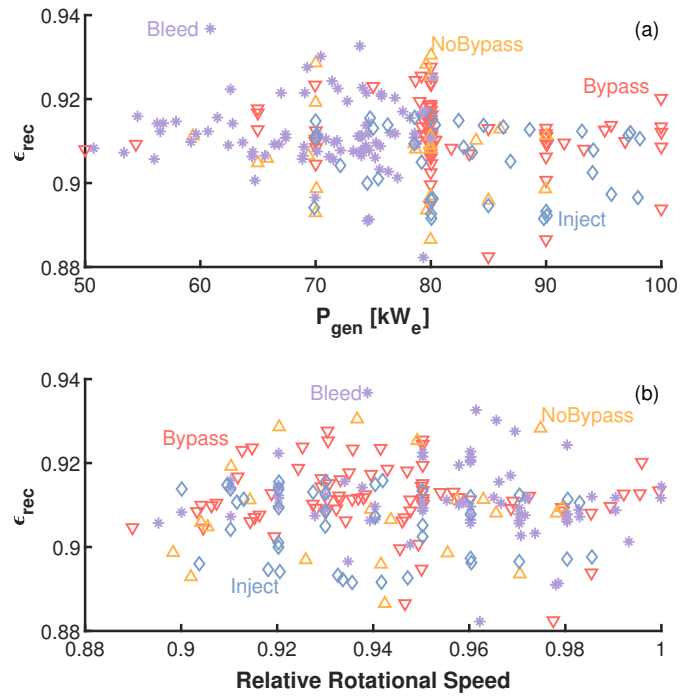 0.94
Bleed
(a)
NoBypass
Bypass
0.92
ϵrec
0.9
Inject
0.88
50 60 70 80 90 100
Pgen [kWe]
0.94
Bleed
(b)
NoBypass
Bypass
0.92
ϵrec
0.9
Inject
0.88
0.88 0.9 0.92 0.94 0.96 0.98 1
Relative Rotational Speed